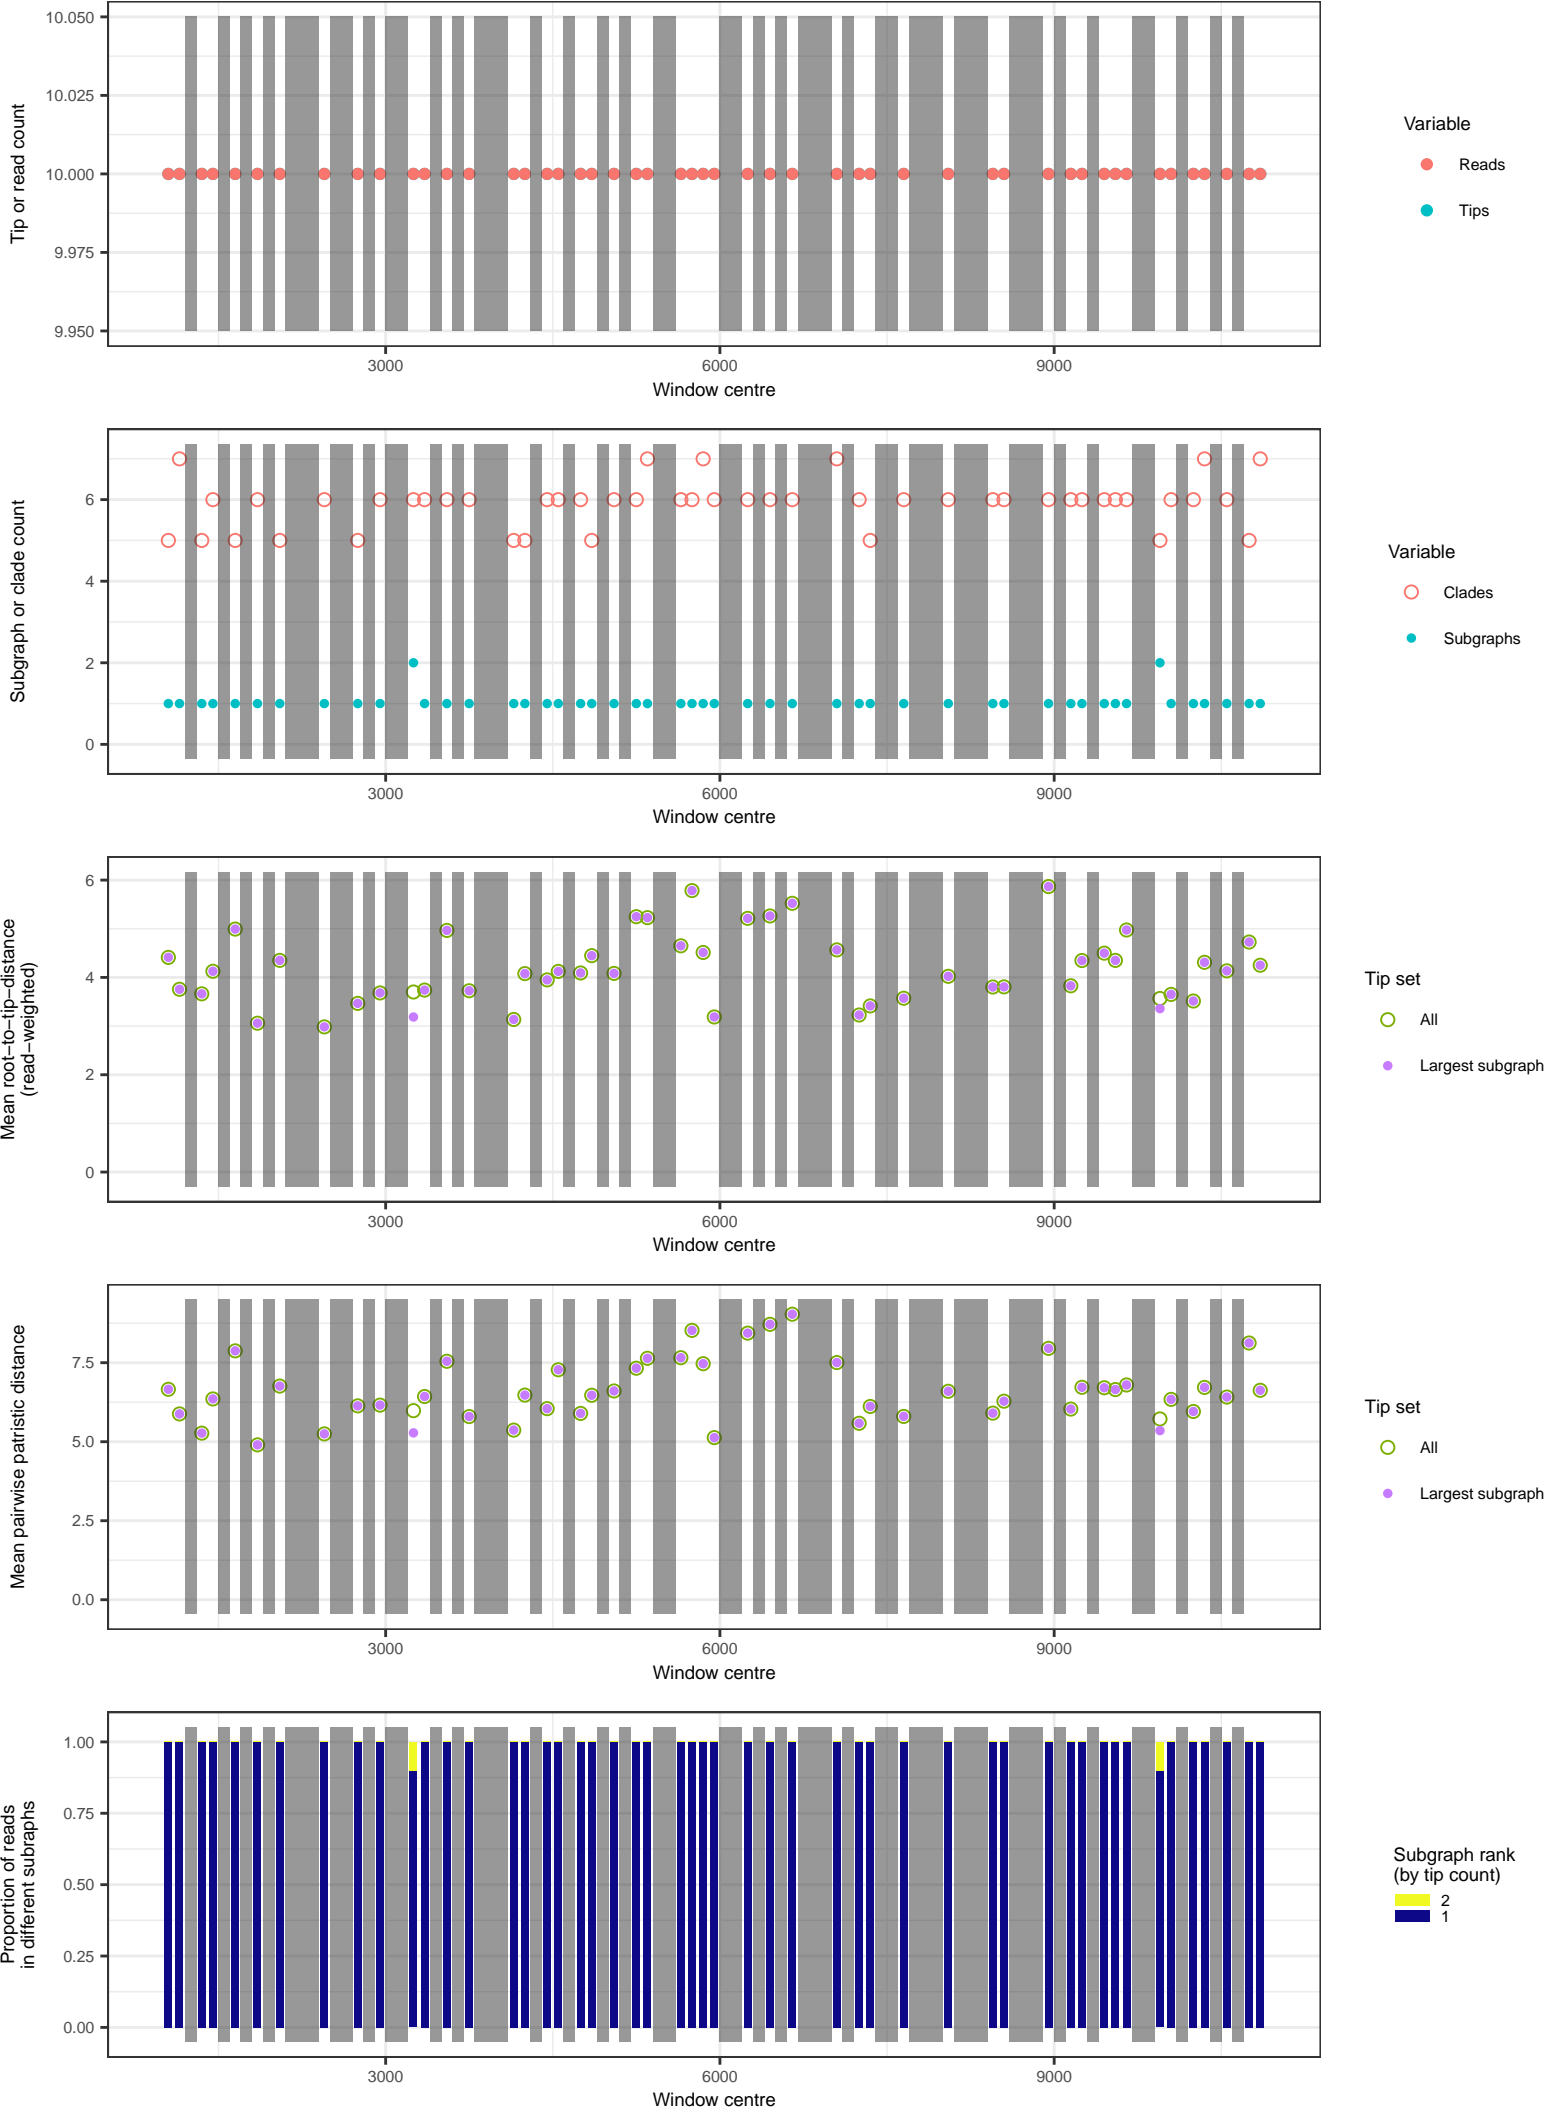 10.050
10.025
10.000
9.975
9.950
Tip or read count
3000
6000
9000
Window centre
Variable
Reads
Tips
6
4
2
0
Subgraph or clade count
3000
6000
9000
Window centre
Variable
Clades
Subgraphs
6
4
2
0
Mean root−to−tip−distance
(read−weighted)
3000
6000
9000
Window centre
Tip set
All
Largest subgraph
7.5
5.0
2.5
0.0
Mean pairwise patristic distance
3000
6000
9000
Window centre
Tip set
All
Largest subgraph
1.00
0.75
0.50
0.25
0.00
Proportion of reads
in different subraphs
3000
6000
9000
Window centre
Subgraph rank
(by tip count)
2
1